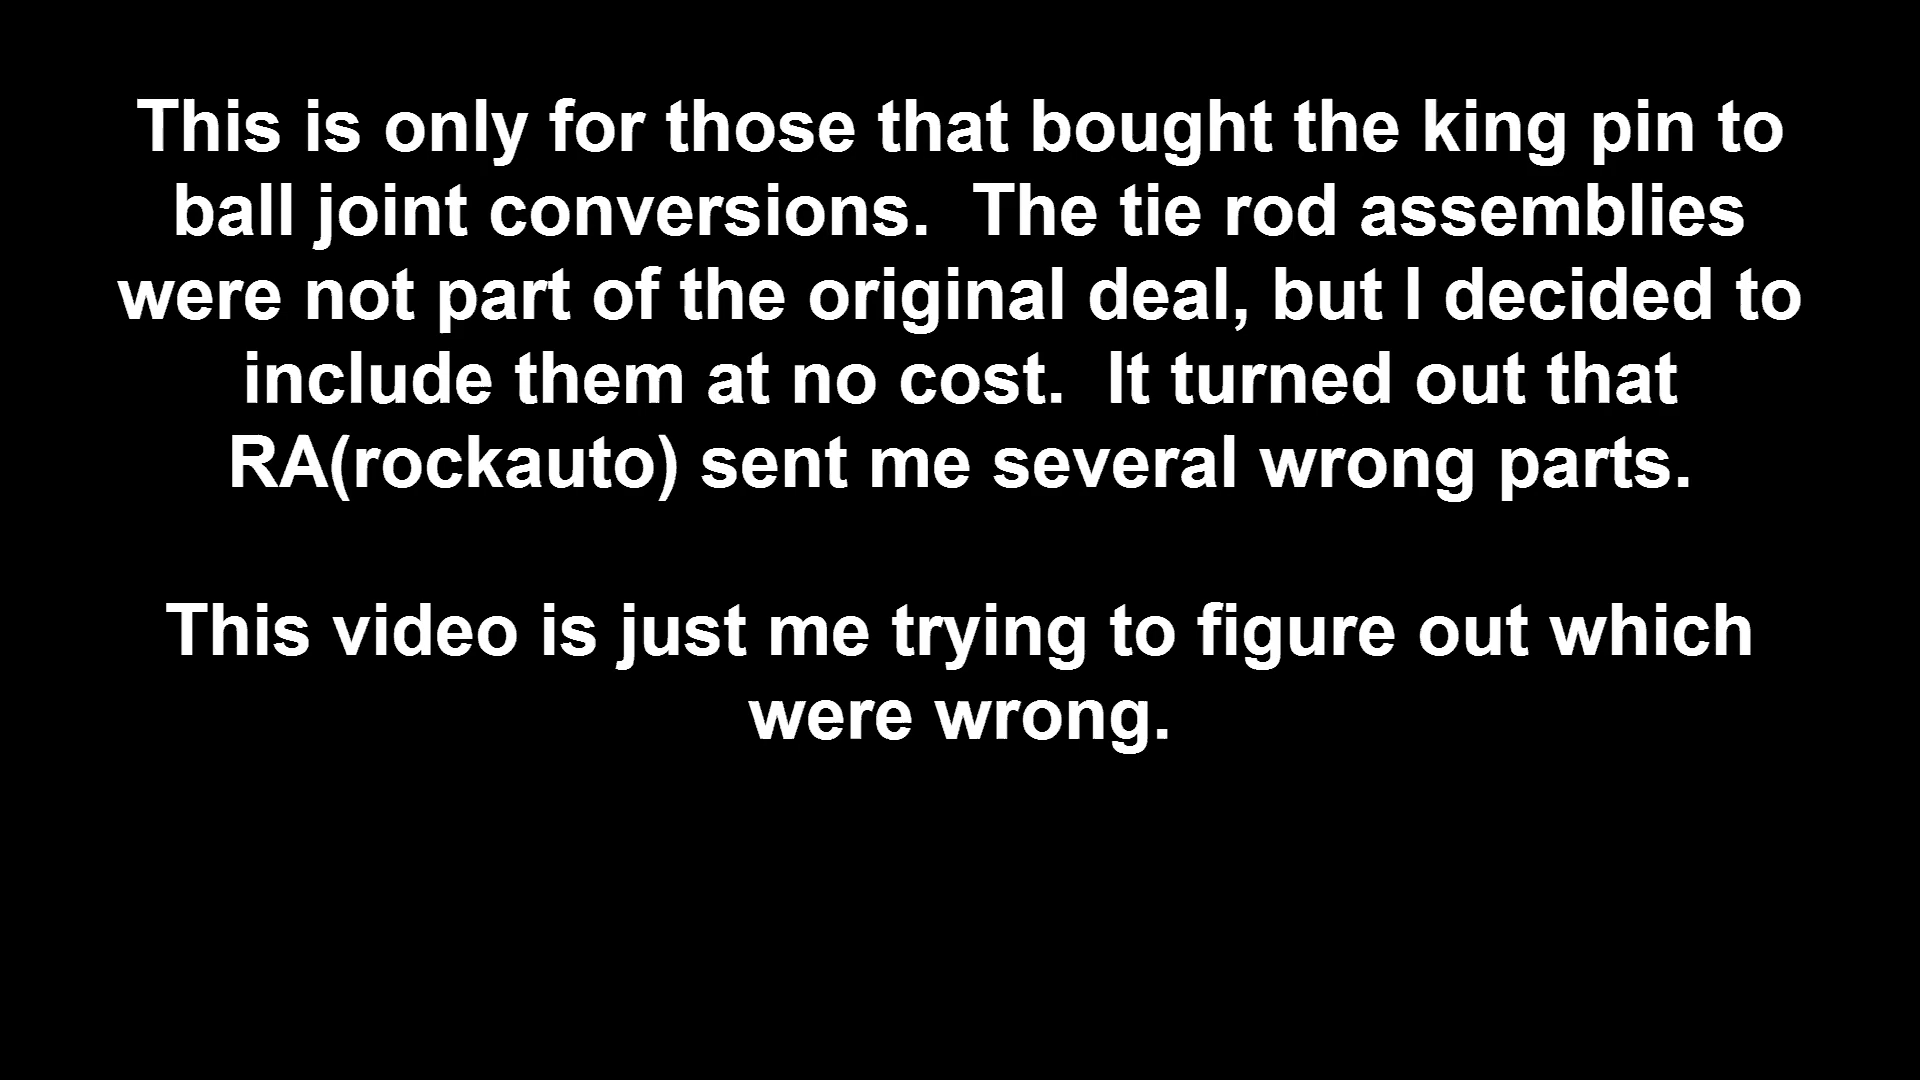 This is only for those that bought the king pin to
ball joint conversions.  The tie rod assemblies
were not part of the original deal, but I decided to
include them at no cost.  It turned out that
RA(rockauto) sent me several wrong parts.
This video is just me trying to figure out which
were wrong.